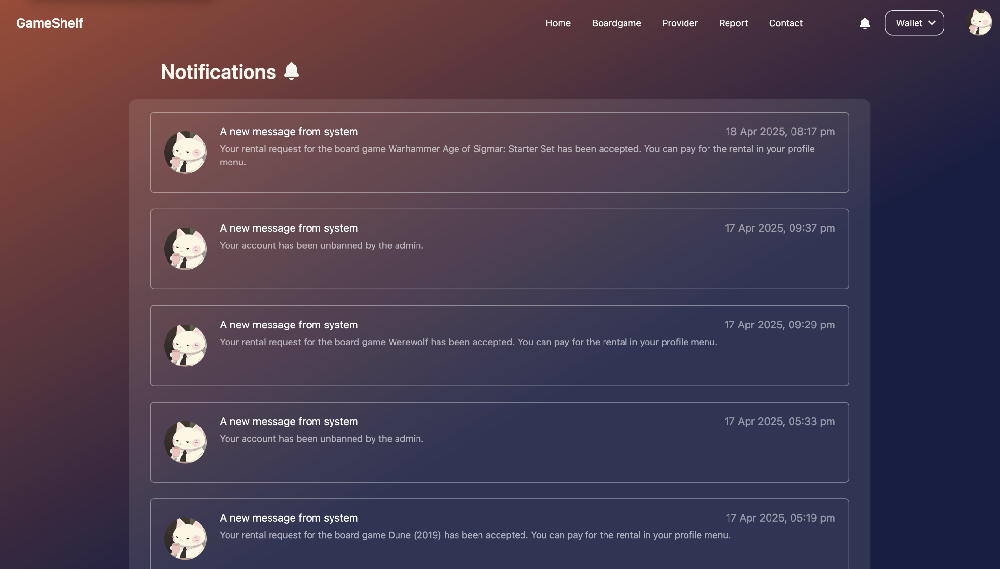 GameShelf
Home Boardgame Provider Report Contact Wallet
Notifications
A new message from system 18 Apr 2025, 08:17 pm
Your rental request for the board game Warhammer Age of Sigmar: Starter Set has been accepted. You can pay for the rental in your profile
menu.
A new message from system 17 Apr 2025, 09:37 pm
Your account has been unbanned by the admin.
A new message from system 17 Apr 2025, 09:29 pm
Your rental request for the board game Werewolf has been accepted. You can pay for the rental in your profile menu.
A new message from system 17 Apr 2025, 05:33 pm
Your account has been unbanned by the admin.
A new message from system 17 Apr 2025, 05:19 pm
Your rental request for the board game Dune (2019) has been accepted. You can pay for the rental in your profile menu.